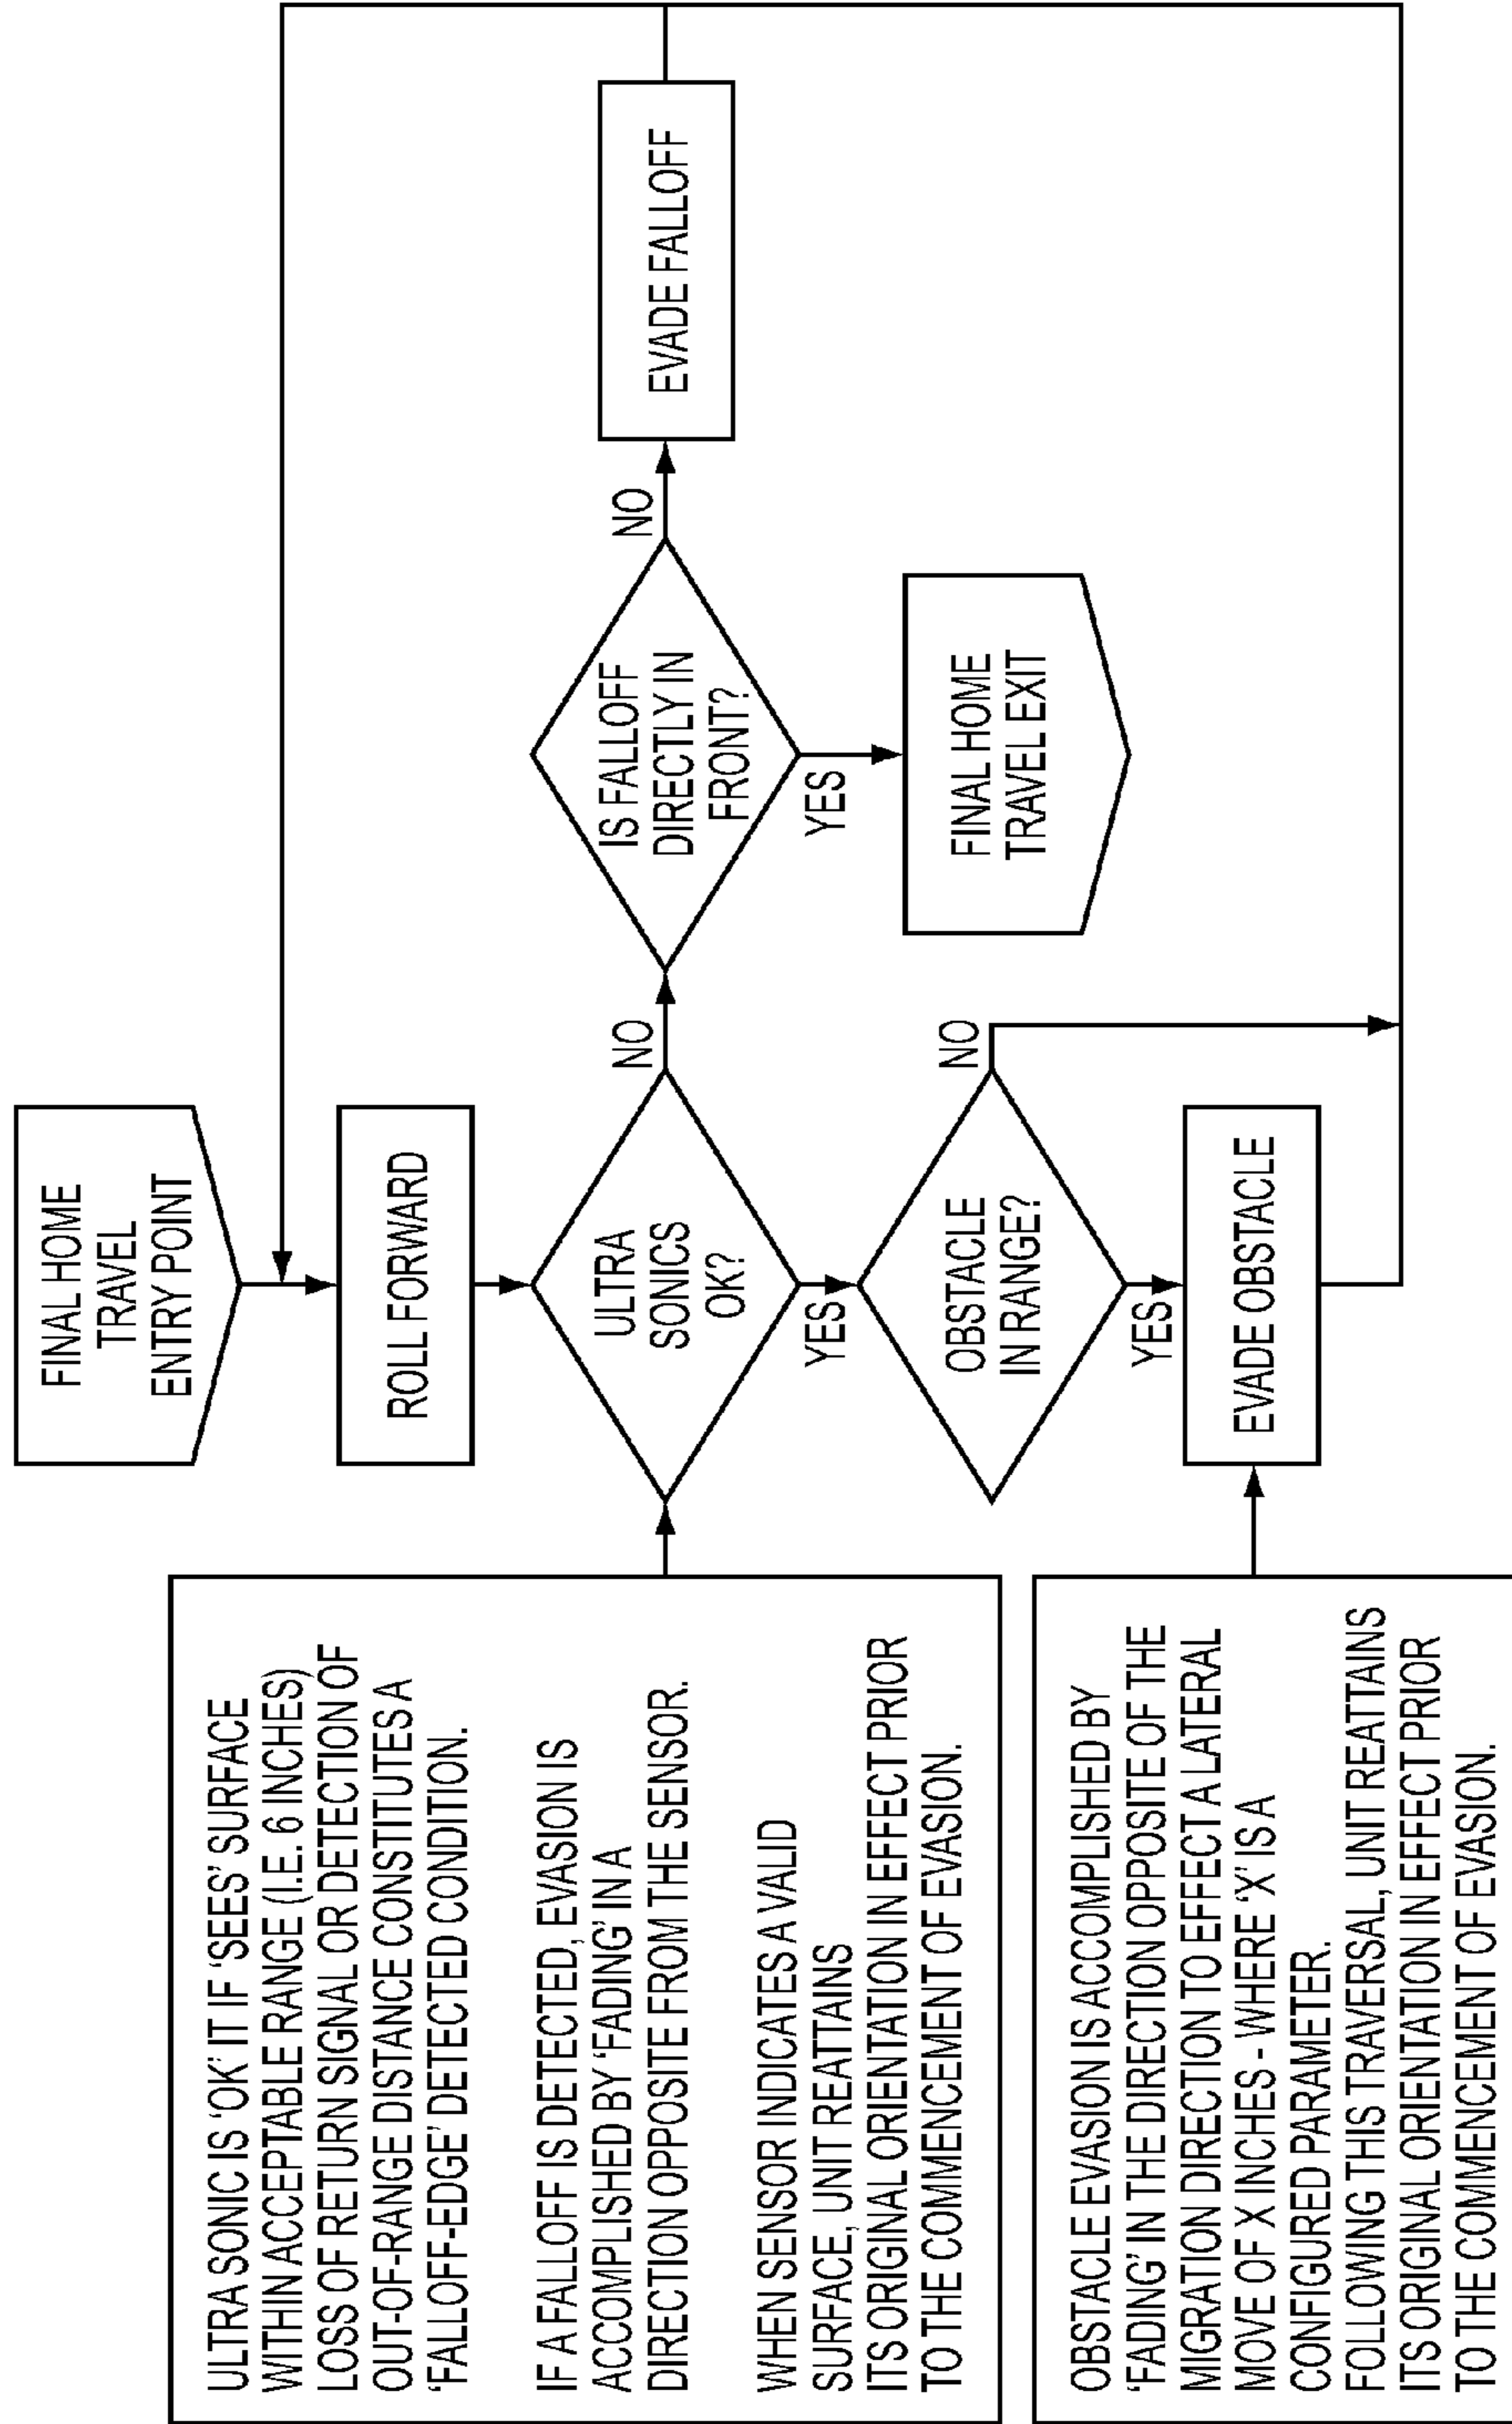 ULTRA SONIC IS 'OK' IT IF 'SEES' SURFACE
WITHIN ACCEPTABLE RANGE (I.E. 6 INCHES)
LOSS OF RETURN SIGNAL OR DETECTION OF
OUT-OF-RANGE DISTANCE CONSTITUTES A
'FALLOFF-EDGE' DETECTED CONDITION.
IF A FALLOFF IS DETECTED, EVASION IS
ACCOMPLISHED BY 'FADING' IN A
DIRECTION OPPOSITE FROM THE SENSOR.
WHEN SENSOR INDICATES A VALID
SURFACE, UNIT REATTAINS
ITS ORIGINAL ORIENTATION IN EFFECT PRIOR
TO THE COMMENCEMENT OF EVASION.
OBSTACLE EVASION IS ACCOMPLISHED BY
'FADING' IN THE DIRECTION OPPOSITE OF THE
MIGRATION DIRECTION TO EFFECT A LATERAL
MOVE OF X INCHES - WHERE 'X' IS A
CONFIGURED PARAMETER.
FOLLOWING THIS TRAVERSAL, UNIT REATTAINS
ITS ORIGINAL ORIENTATION IN EFFECT PRIOR
TO THE COMMENCEMENT OF EVASION.
FINAL HOME
TRAVEL
ENTRY POINT
ROLL FORWARD
ULTRA
SONICS
OK?
NO
YES
OBSTACLE
IN RANGE?
NO
YES
EVADE OBSTACLE
IS FALLOFF
DIRECTLY IN
FRONT?
NO
YES
FINAL HOME
TRAVEL EXIT
EVADE FALLOFF